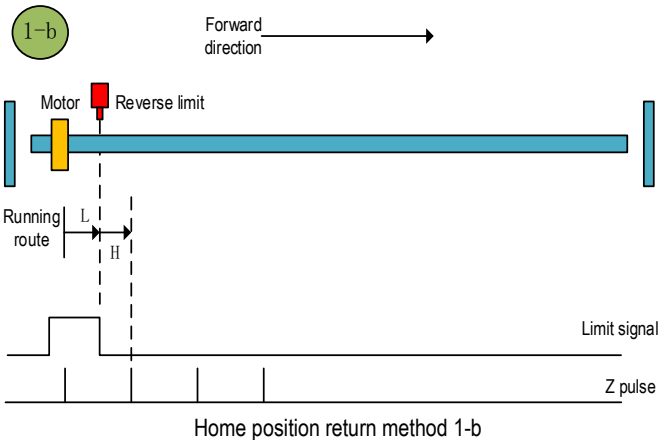 1-b
Forward
direction
Motor
Reverse limit
Running
route
L
H
Limit signal
Z pulse
Home position return method 1-b